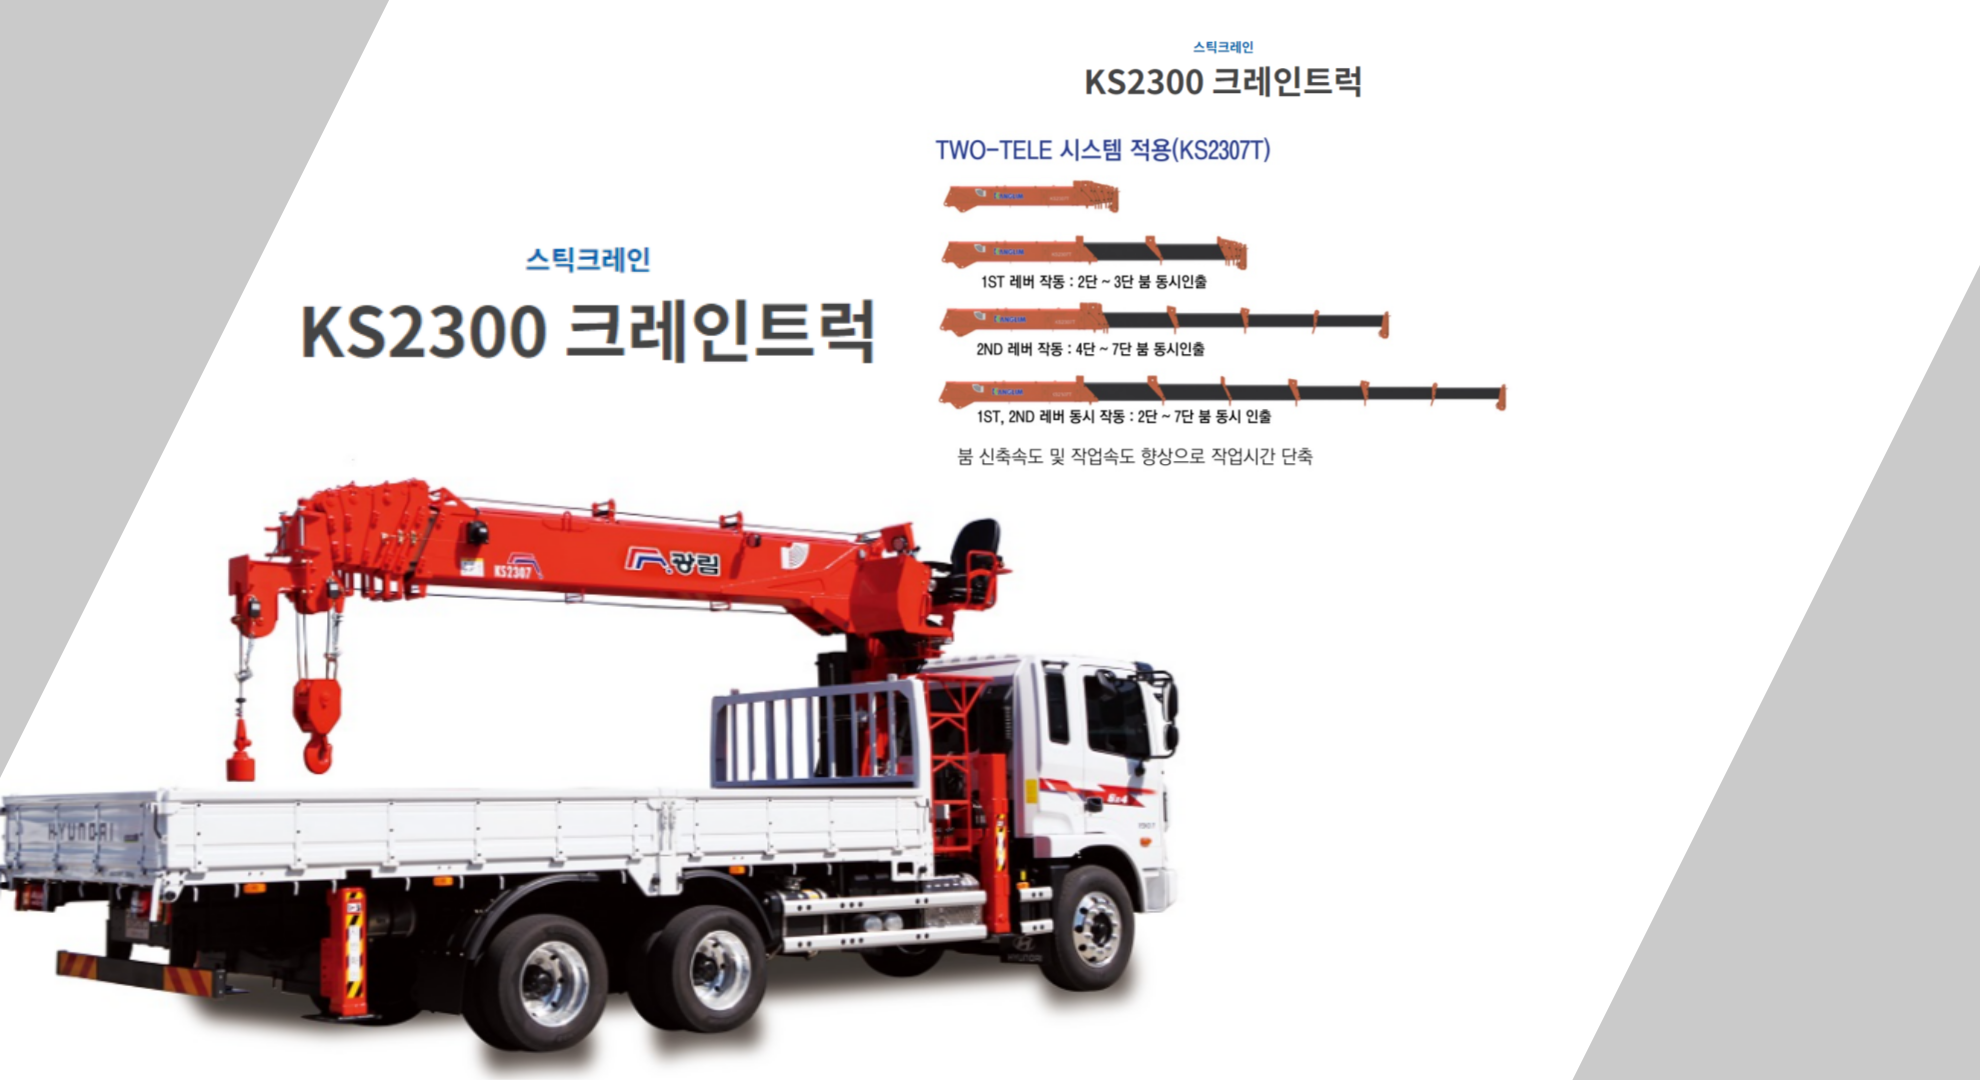 스틱크레인
KS2300 크레인트럭
스틱크레인
KS2300 크레인트럭
TWO-TELE 시스템 적용(KS2307T)
1ST 레버 작동 : 2단 ~ 3단 붐 동시인출
2ND 레버 작동 : 4단 ~ 7단 붐 동시인출
1ST, 2ND 레버 동시 작동 : 2단 ~ 7단 붐 동시 인출
붐 신축속도 및 작업속도 향상으로 작업시간 단축
KS2307
광림
6x4
HYUNDAI
HYUNDAI